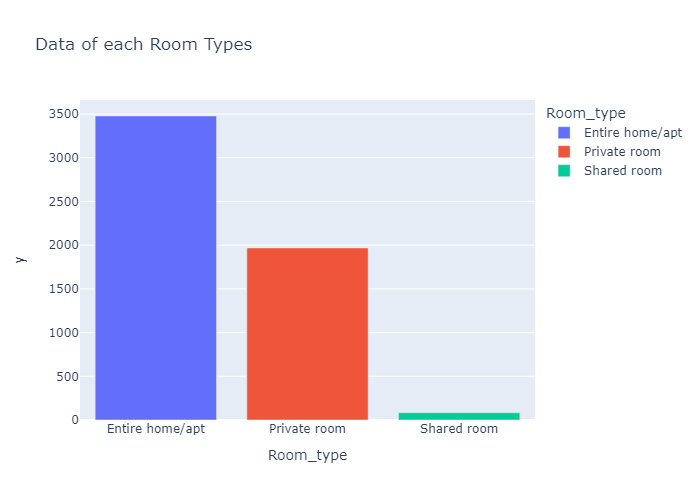 Data of each Room Types
3500
3000
2500
2000
1500
1000
500
0
y
Entire home/apt
Private room
Shared room
Room_type
Room_type
Entire home/apt
Private room
Shared room